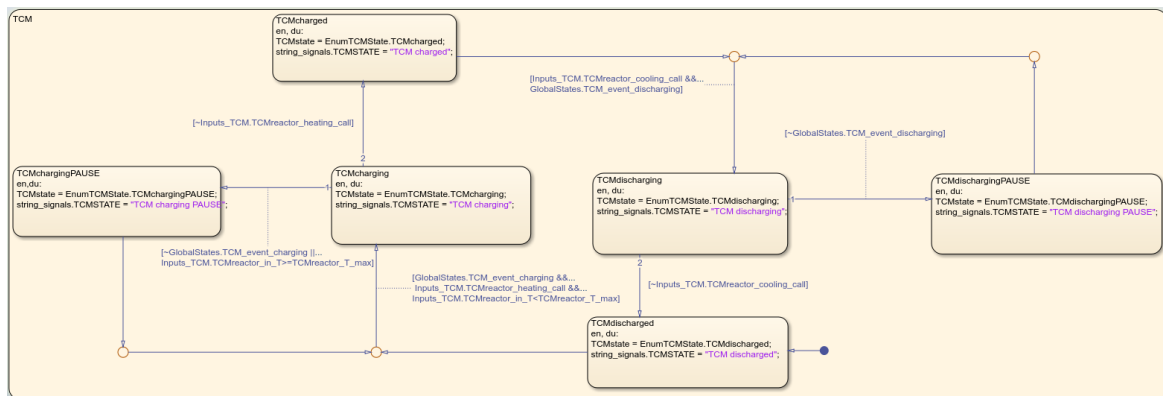 TCM
TCMcharged
en, du:
TCMstate = EnumTCMState.TCMcharged;
string_signals.TCMSTATE = "TCM charged";
[Inputs_TCM.TCMreactor_cooling_call &&...
GlobalStates.TCM_event_discharging]
[~Inputs_TCM.TCMreactor_heating_call]
[~GlobalStates.TCM_event_discharging]
2
TCMchargingPAUSE
en,du:
TCMstate = EnumTCMState.TCMchargingPAUSE;
string_signals.TCMSTATE = "TCM charging PAUSE";
1
TCMcharging
en, du:
TCMstate = EnumTCMState.TCMcharging;
string_signals.TCMSTATE = "TCM charging";
TCMdischarging
en, du:
TCMstate = EnumTCMState.TCMdischarging;
string_signals.TCMSTATE = "TCM discharging";
1
TCMdischargingPAUSE
en, du:
TCMstate = EnumTCMState.TCMdischargingPAUSE;
string_signals.TCMSTATE = "TCM discharging PAUSE";
[~GlobalStates.TCM_event_charging ||...
Inputs_TCM.TCMreactor_in_T>=TCMreactor_T_max]
2
[GlobalStates.TCM_event_charging &&...
Inputs_TCM.TCMreactor_heating_call &&...
Inputs_TCM.TCMreactor_in_T<TCMreactor_T_max]
[~Inputs_TCM.TCMreactor_cooling_call]
TCMdischarged
en, du:
TCMstate = EnumTCMState.TCMdischarged;
string_signals.TCMSTATE = "TCM discharged";